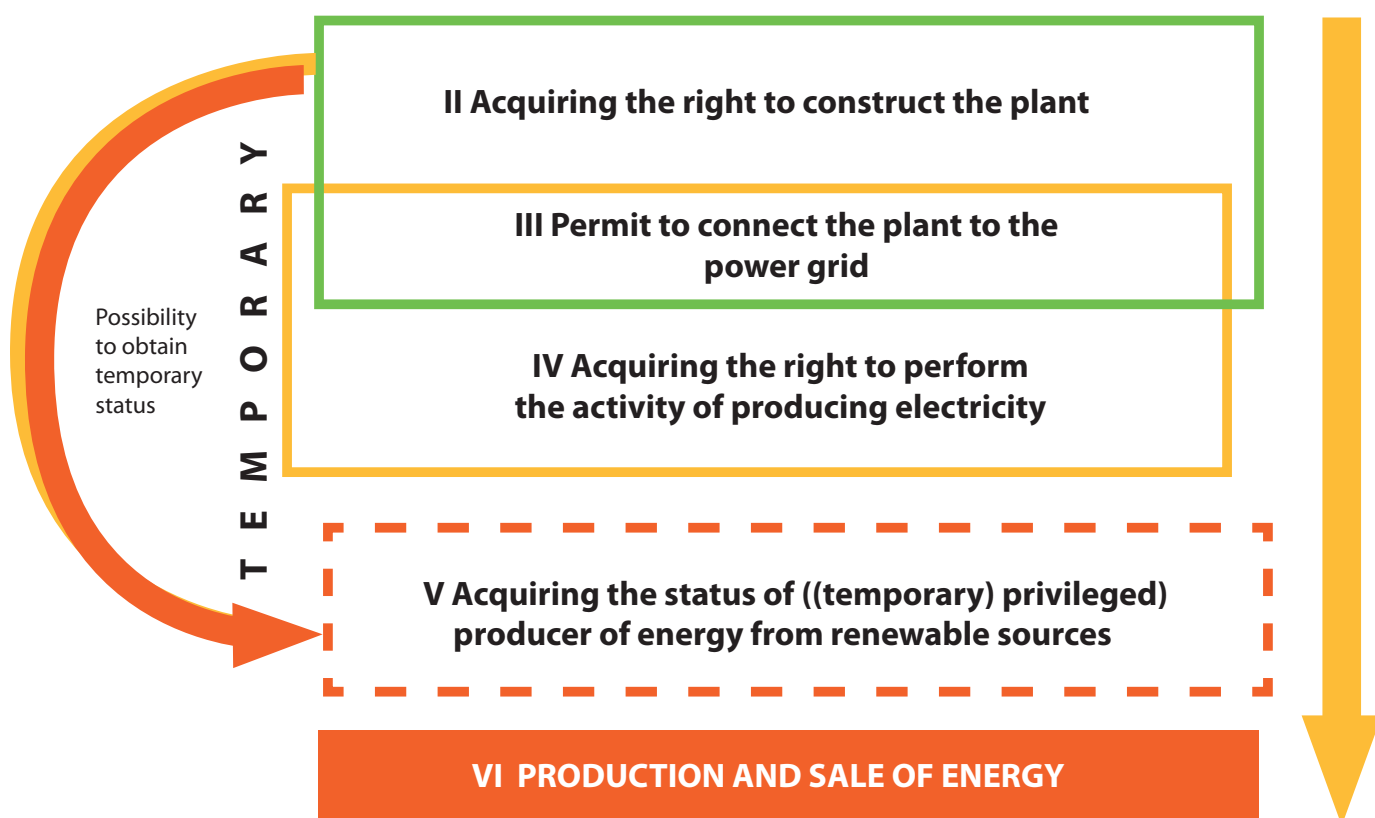 II Acquiring the right to construct the plant
III Permit to connect the plant to the
power grid
TEMPORARY
Possibility
to obtain
temporary
status
IV Acquiring the right to perform
the activity of producing electricity
V Acquiring the status of ((temporary) privileged)
producer of energy from renewable sources
VI PRODUCTION AND SALE OF ENERGY